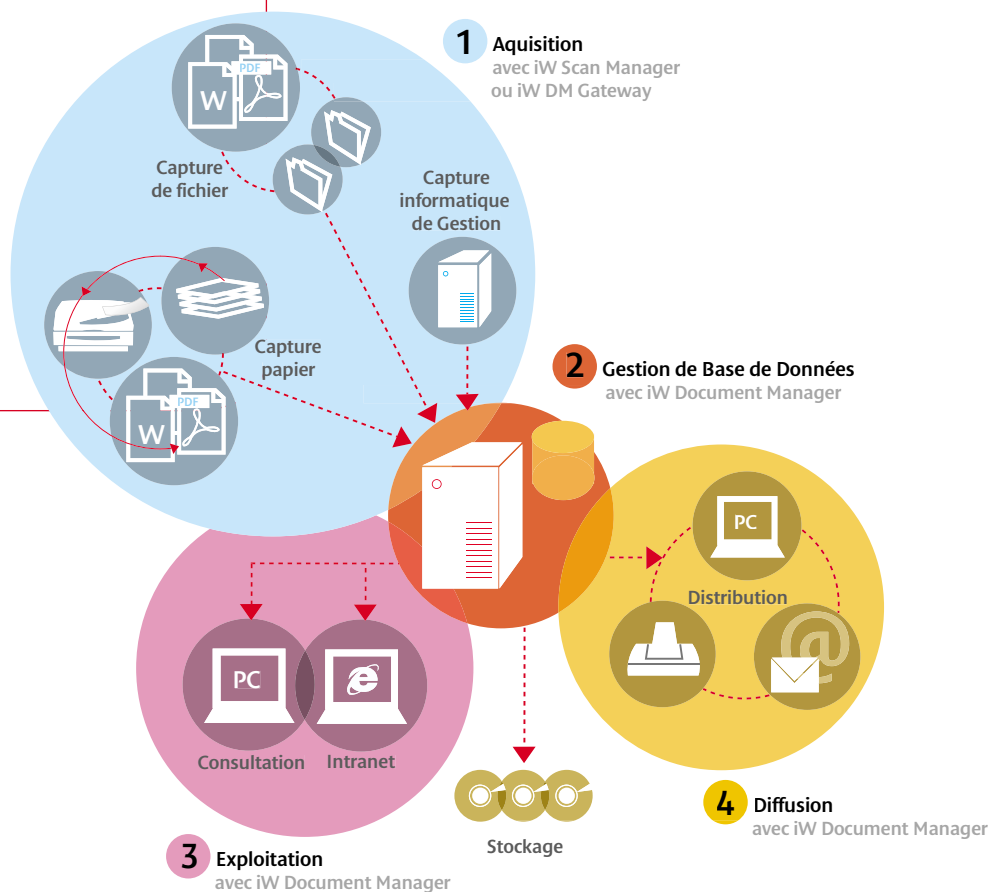 1 Aquisition
avec iW Scan Manager
ou iW DM Gateway
W PDF
Capture
de fichier
Capture
informatique
de Gestion
Capture
papier
W PDF
2 Gestion de Base de Données
avec iW Document Manager
PC
Distribution
@
PC
Consultation
Intranet
Stockage
3 Exploitation
avec iW Document Manager
4 Diffusion
avec iW Document Manager